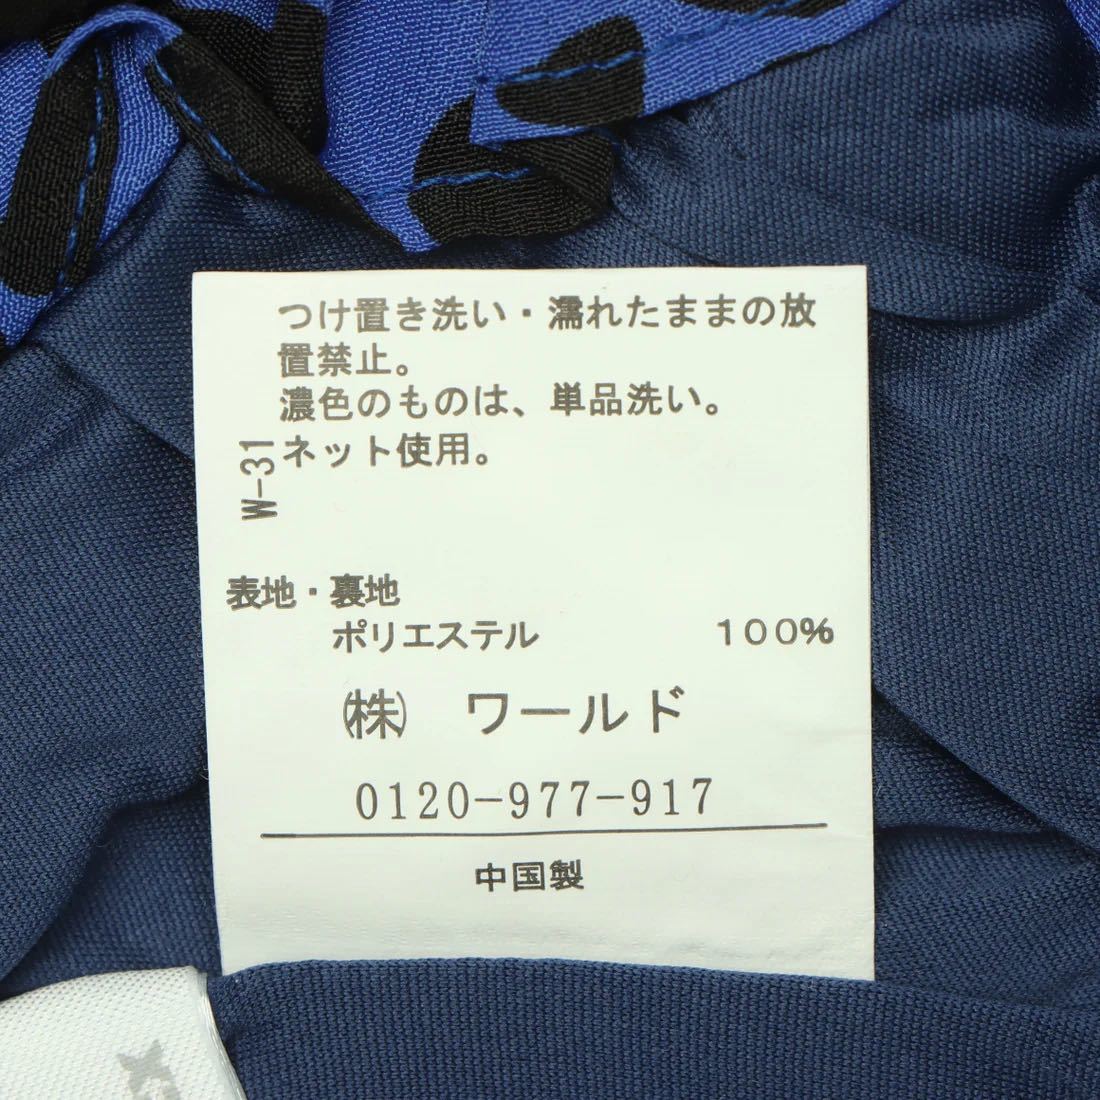 つけ置き洗い・濡れたままの放
置禁止。
濃色のものは、単品洗い。
ネット使用。
W-31
表地・裏地
ポリエステル 100%
㈱ ワールド
0120-977-917
中国製